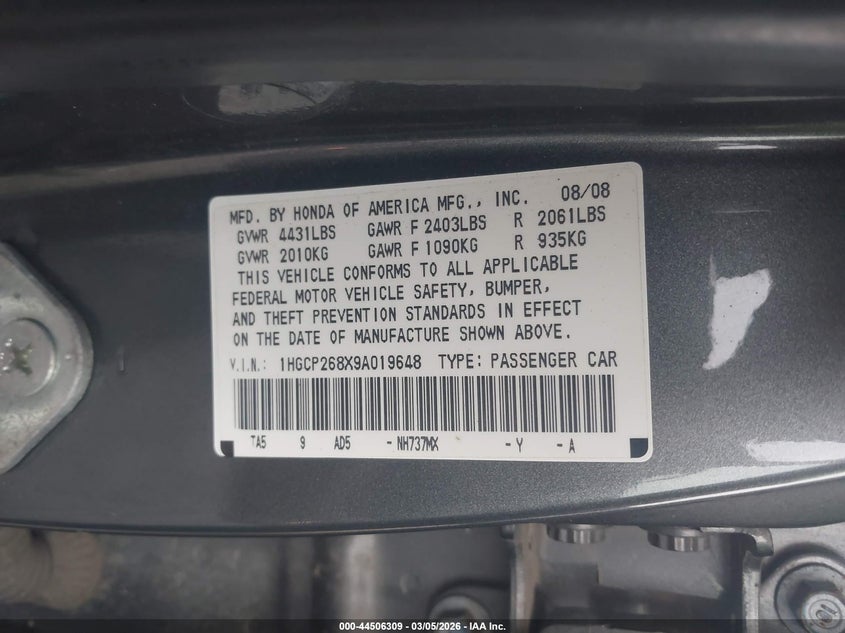 MFD. BY HONDA OF AMERICA MFG., INC. 08/08
GVWR 4431LBS GAWR F 2403LBS R 2061LBS
GVWR 2010KG GAWR F 1090KG R 935KG
THIS VEHICLE CONFORMS TO ALL APPLICABLE
FEDERAL MOTOR VEHICLE SAFETY, BUMPER,
AND THEFT PREVENTION STANDARDS IN EFFECT
ON THE DATE OF MANUFACTURE SHOWN ABOVE.
V.I.N.: 1HGCP268X9A019648 TYPE: PASSENGER CAR
TA5 9 AD5 -NH737MX -Y -A
000-44506309 - 03/05/2026 - IAA Inc.